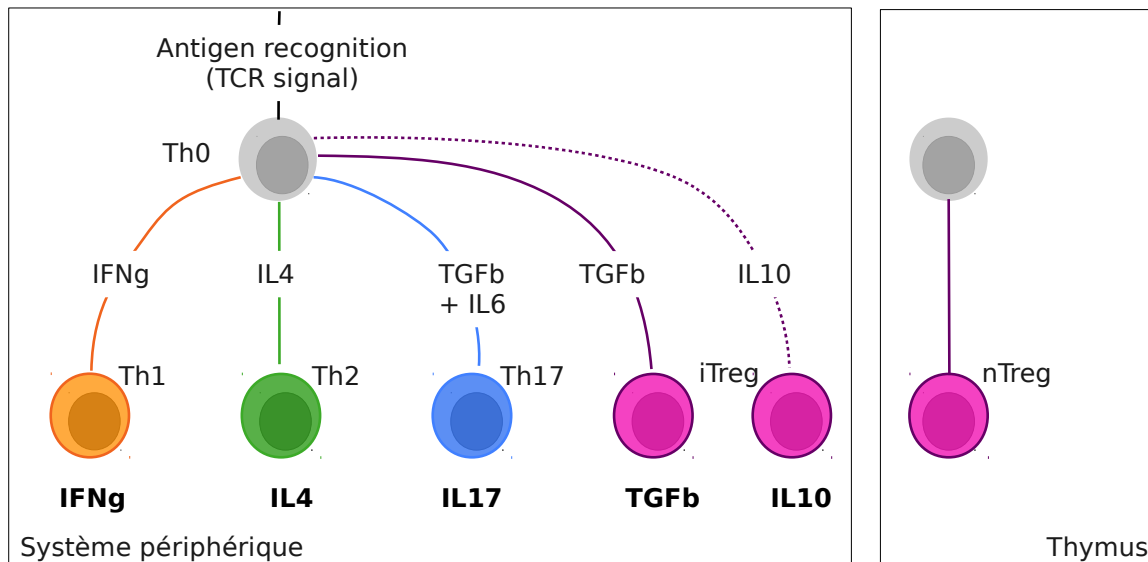 Antigen recognition
(TCR signal)
Th0
IFNg
IL4
TGFb
+ IL6
TGFb
IL10
Th1
Th2
Th17
iTreg
nTreg
IFNg
IL4
IL17
TGFb
IL10
Système périphérique
Thymus